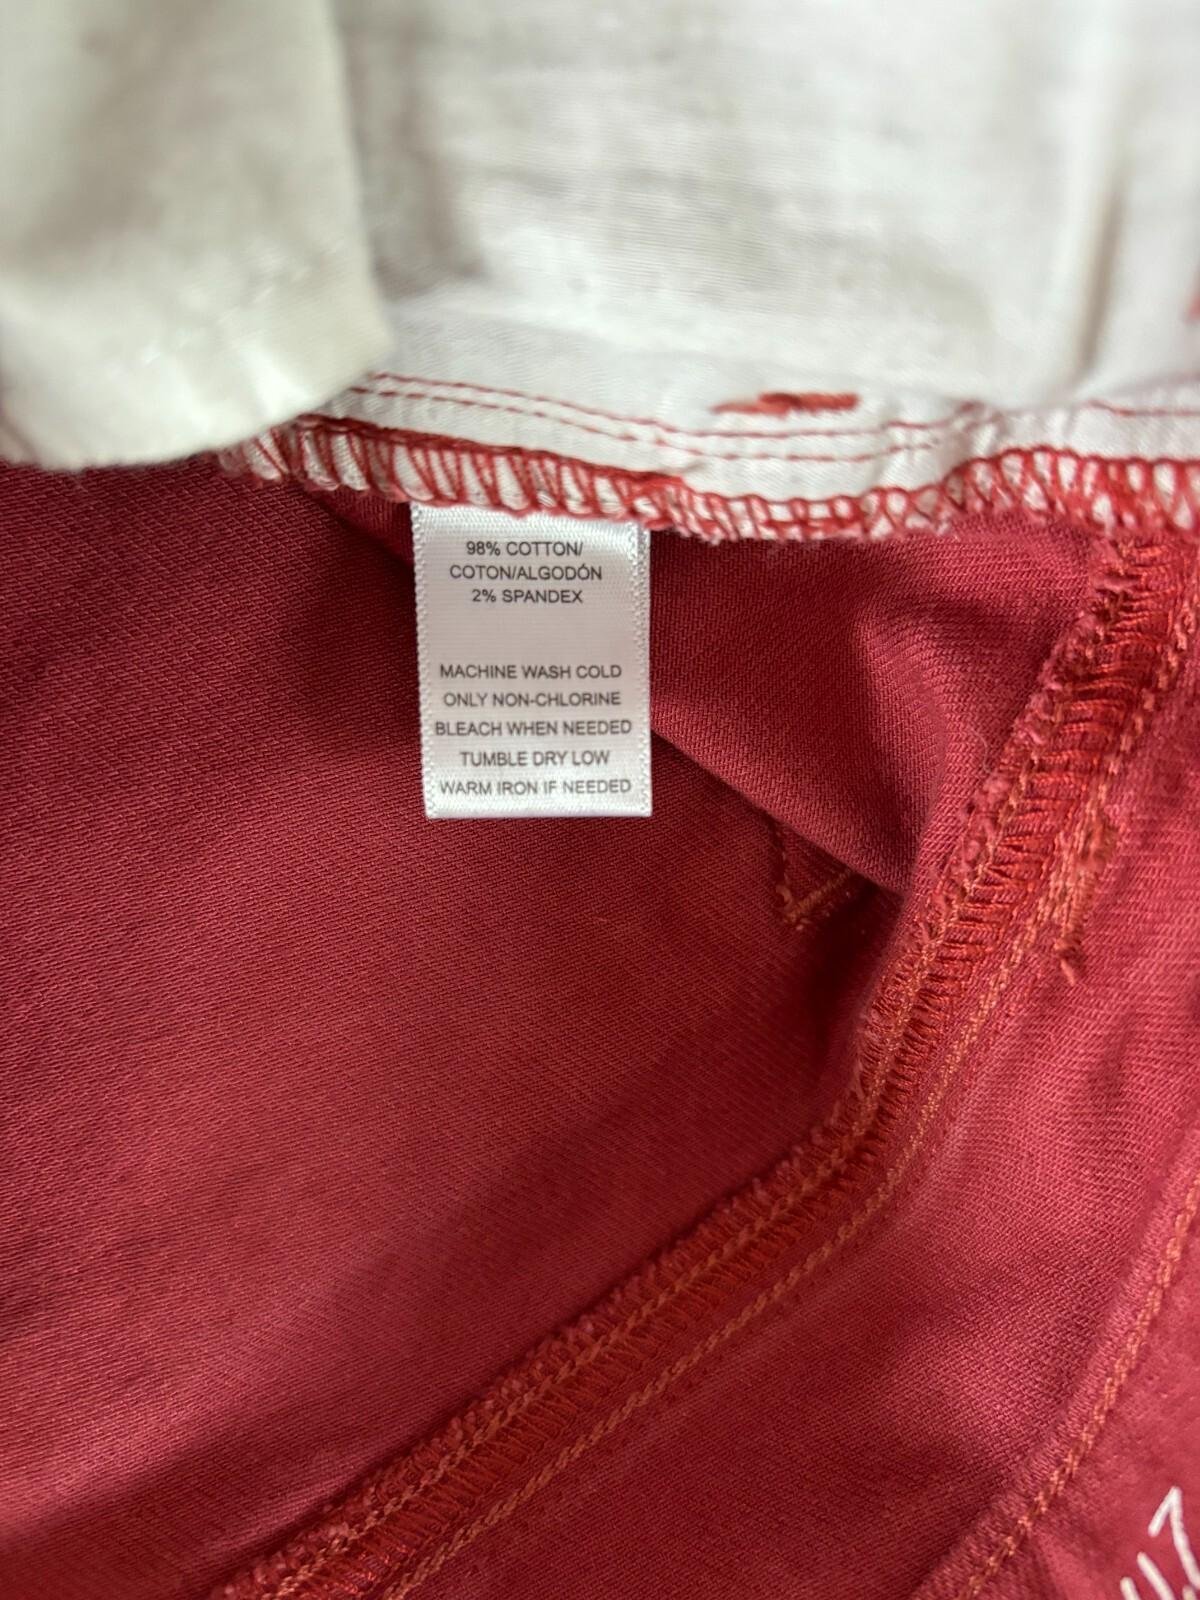 98% COTTON/
COTON/ALGODÓN
2% SPANDEX
MACHINE WASH COLD
ONLY NON-CHLORINE
BLEACH WHEN NEEDED
TUMBLE DRY LOW
WARM IRON IF NEEDED